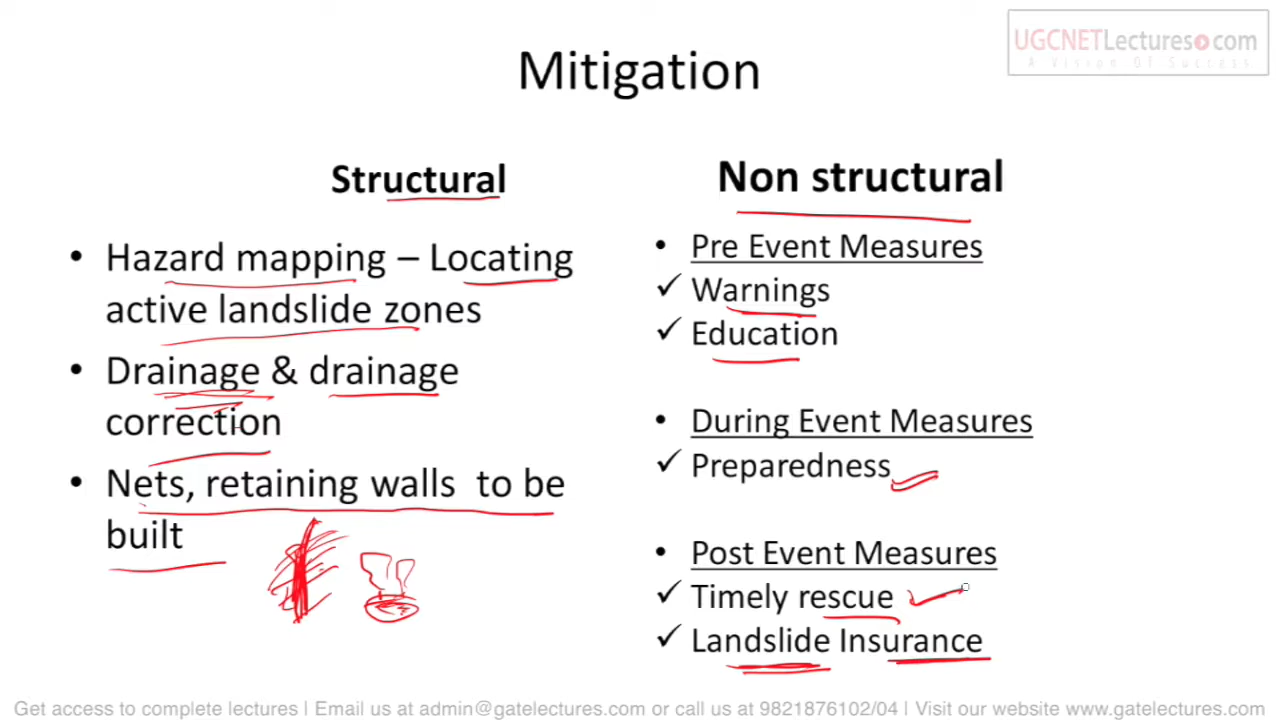 UGCNETLectures.com
A Vision Of Success
Mitigation
Structural
• Hazard mapping – Locating
active landslide zones
• Drainage & drainage
correction
• Nets, retaining walls to be
built
Non structural
• Pre Event Measures
✓ Warnings
✓ Education
• During Event Measures
✓ Preparedness
• Post Event Measures
✓ Timely rescue
✓ Landslide Insurance
Get access to complete lectures | Email us at admin@gatelectures.com or call us at 9821876102/04 | Visit our website www.gatelectures.com